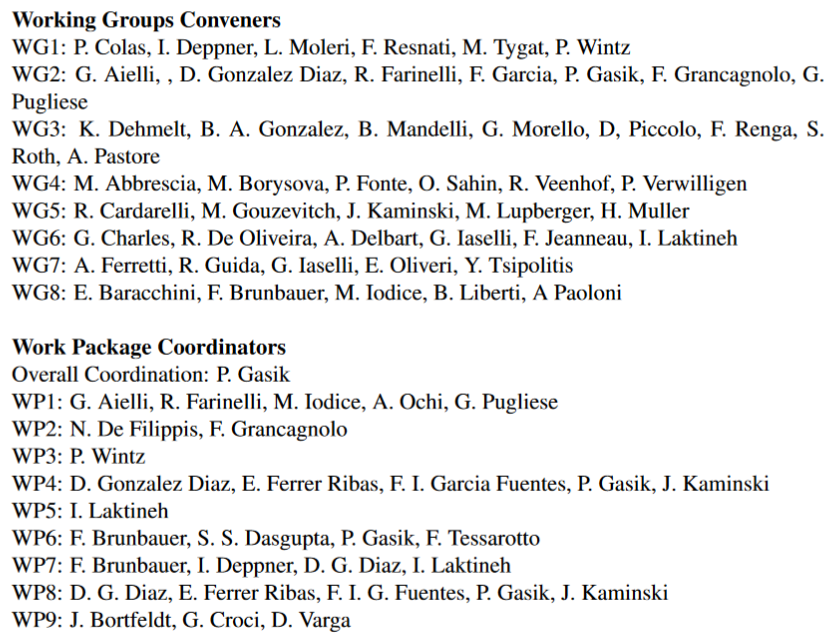 Working Groups Conveners
WG1: P. Colas, I. Deppner, L. Moleri, F. Resnati, M. Tygat, P. Wintz
WG2: G. Aielli, , D. Gonzalez Diaz, R. Farinelli, F. Garcia, P. Gasik, F. Grancagnolo, G.
Pugliese
WG3: K. Dehmelt, B. A. Gonzalez, B. Mandelli, G. Morello, D, Piccolo, F. Renga, S.
Roth, A. Pastore
WG4: M. Abbrescia, M. Borysova, P. Fonte, O. Sahin, R. Veenhof, P. Verwilligen
WG5: R. Cardarelli, M. Gouzevitch, J. Kaminski, M. Lupberger, H. Muller
WG6: G. Charles, R. De Oliveira, A. Delbart, G. Iaselli, F. Jeanneau, I. Laktineh
WG7: A. Ferretti, R. Guida, G. Iaselli, E. Oliveri, Y. Tsipolitis
WG8: E. Baracchini, F. Brunbauer, M. Iodice, B. Liberti, A Paoloni
Work Package Coordinators
Overall Coordination: P. Gasik
WP1: G. Aielli, R. Farinelli, M. Iodice, A. Ochi, G. Pugliese
WP2: N. De Filippis, F. Grancagnolo
WP3: P. Wintz
WP4: D. Gonzalez Diaz, E. Ferrer Ribas, F. I. Garcia Fuentes, P. Gasik, J. Kaminski
WP5: I. Laktineh
WP6: F. Brunbauer, S. S. Dasgupta, P. Gasik, F. Tessarotto
WP7: F. Brunbauer, I. Deppner, D. G. Diaz, I. Laktineh
WP8: D. G. Diaz, E. Ferrer Ribas, F. I. G. Fuentes, P. Gasik, J. Kaminski
WP9: J. Bortfeldt, G. Croci, D. Varga